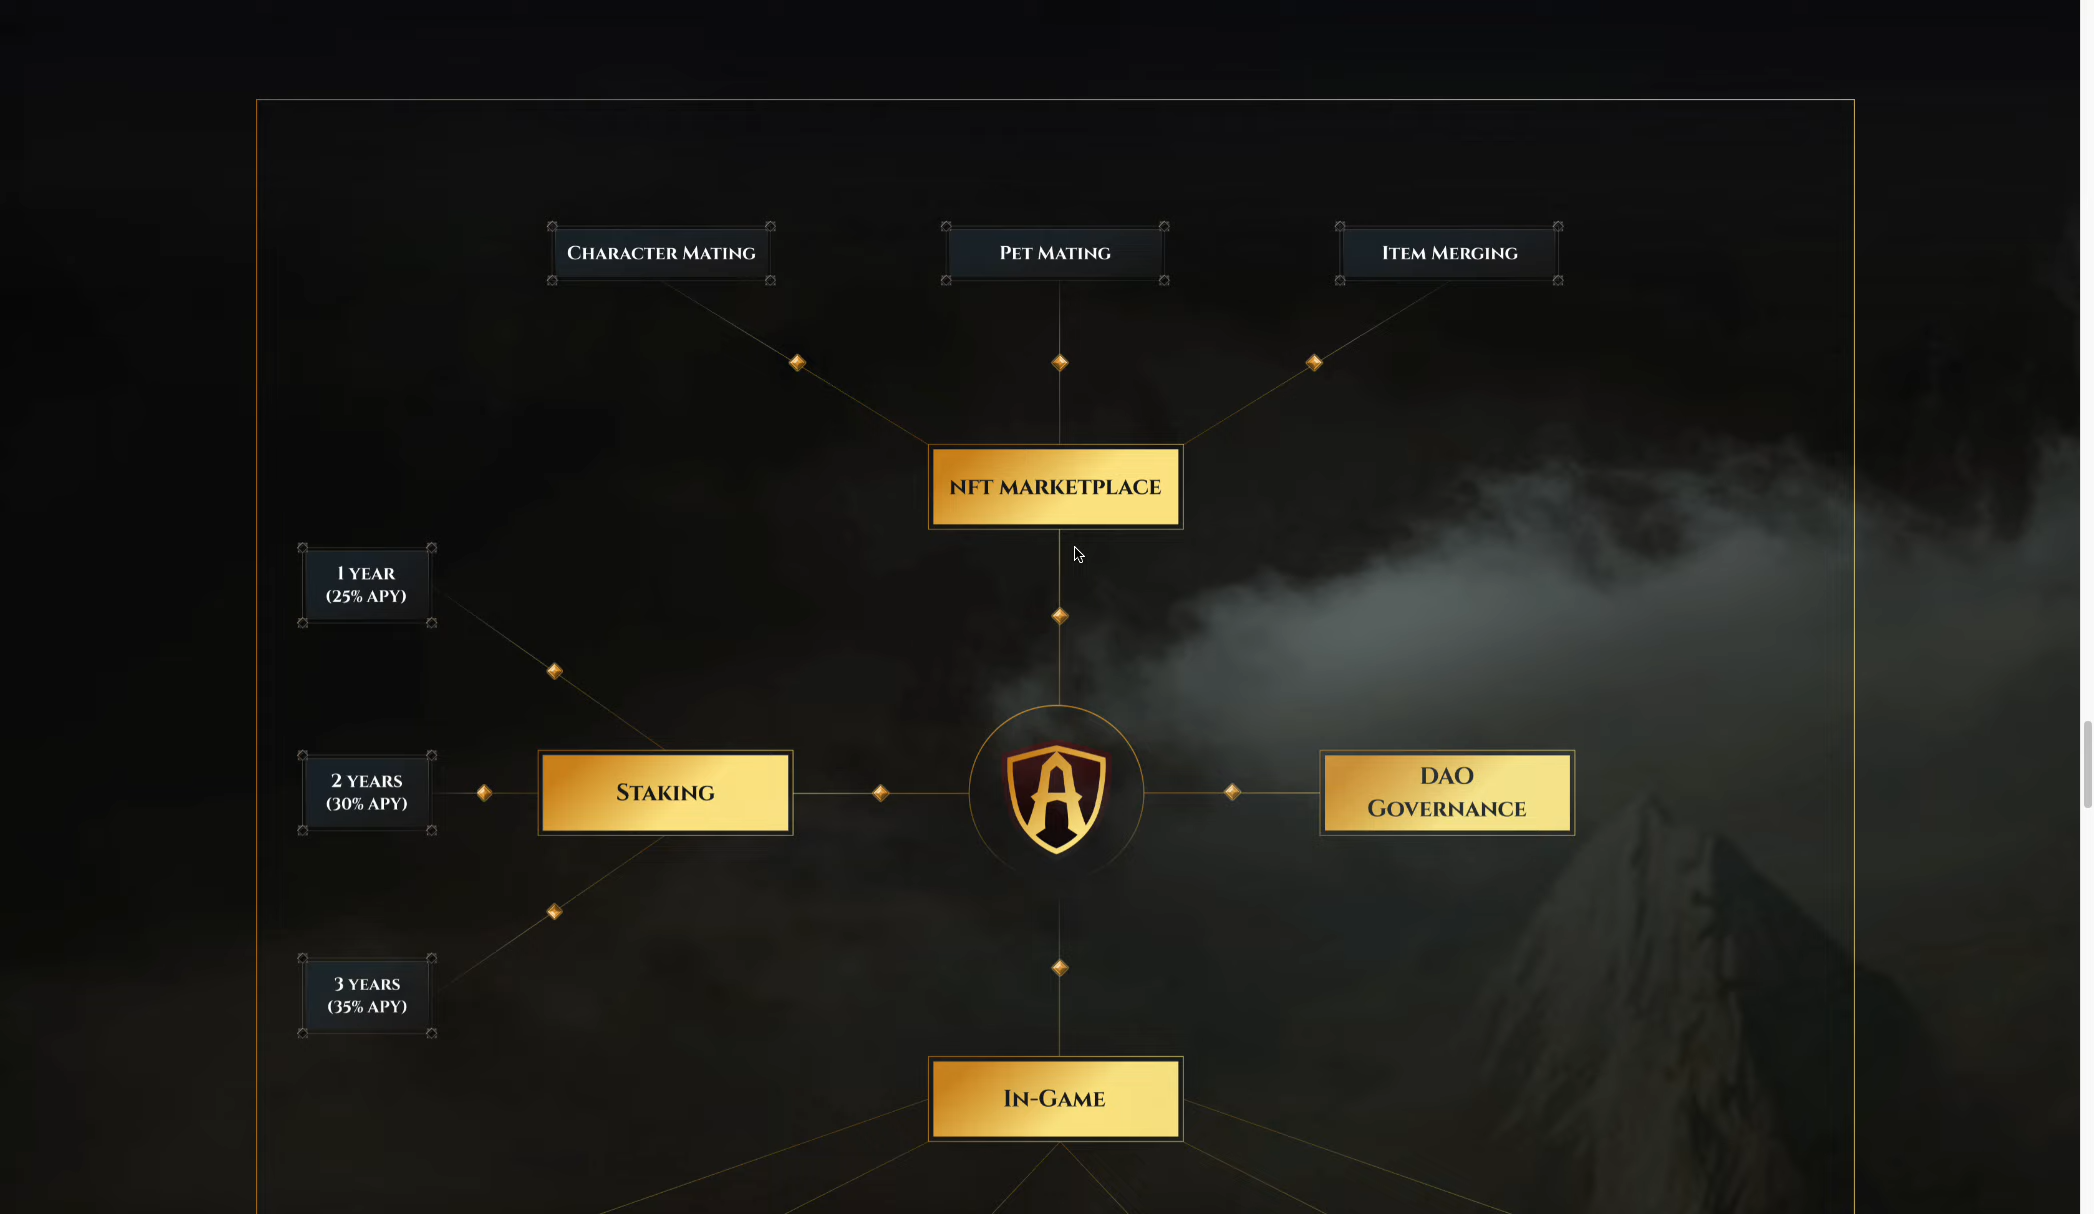 Character Mating
Pet Mating
Item Merging
NFT MARKETPLACE
1 YEAR
(25% APY)
2 YEARS
(30% APY)
Staking
DAO
Governance
3 YEARS
(35% APY)
In-Game